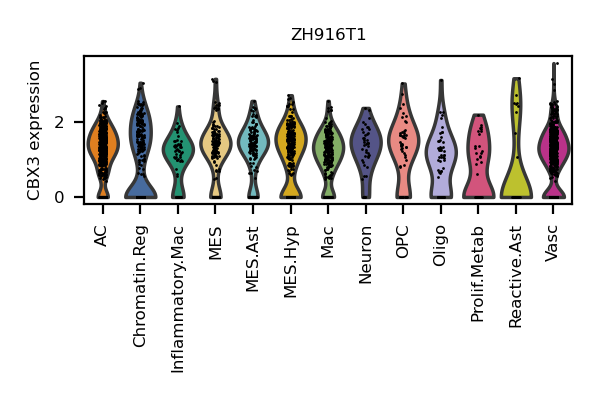 ZH916T1
CBX3 expression
2
0
AC
Chromatin.Reg
Inflammatory.Mac
MES
MES.Ast
MES.Hyp
Mac
Neuron
OPC
Oligo
Prolif.Metab
Reactive.Ast
Vasc